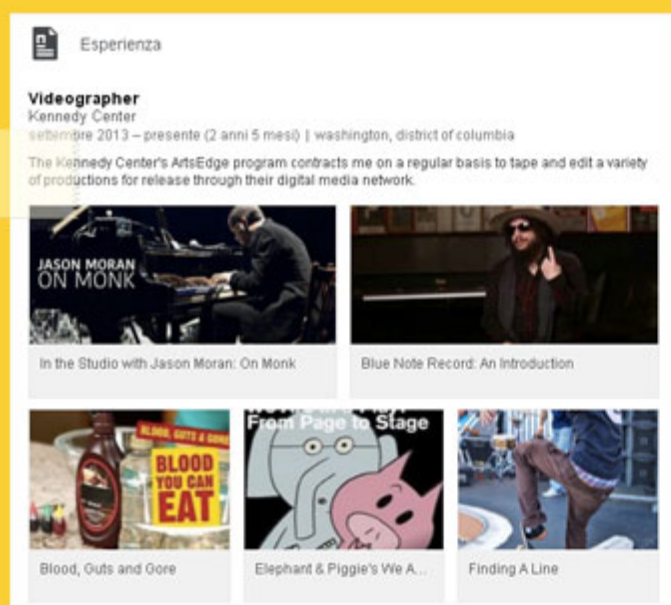 Esperienza
Videographer
Kennedy Center
settembre 2013 – presente (2 anni 5 mesi) | washington, district of columbia
The Kennedy Center's ArtsEdge program contracts me on a regular basis to tape and edit a variety
of productions for release through their digital media network.
JASON MORAN
ON MONK
In the Studio with Jason Moran: On Monk
Blue Note Record: An Introduction
BLOOD, GUTS & GORE
BLOOD
YOU CAN
EAT
From Page to Stage
Blood, Guts and Gore
Elephant & Piggie's We A...
Finding A Line